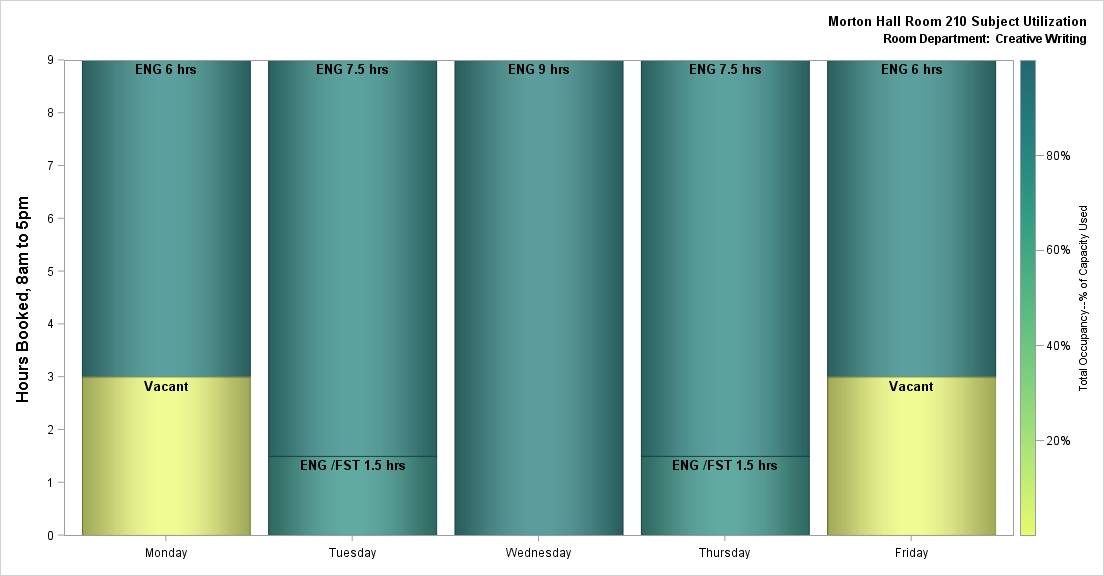 Morton Hall Room 210 Subject Utilization
Room Department: Creative Writing
Hours Booked, 8am to 5pm
9
8
7
6
5
4
3
2
1
0
ENG 6 hrs
Vacant
ENG 7.5 hrs
ENG /FST 1.5 hrs
ENG 9 hrs
ENG 7.5 hrs
ENG /FST 1.5 hrs
ENG 6 hrs
Vacant
Monday
Tuesday
Wednesday
Thursday
Friday
80%
60%
40%
20%
Total Occupancy--% of Capacity Used